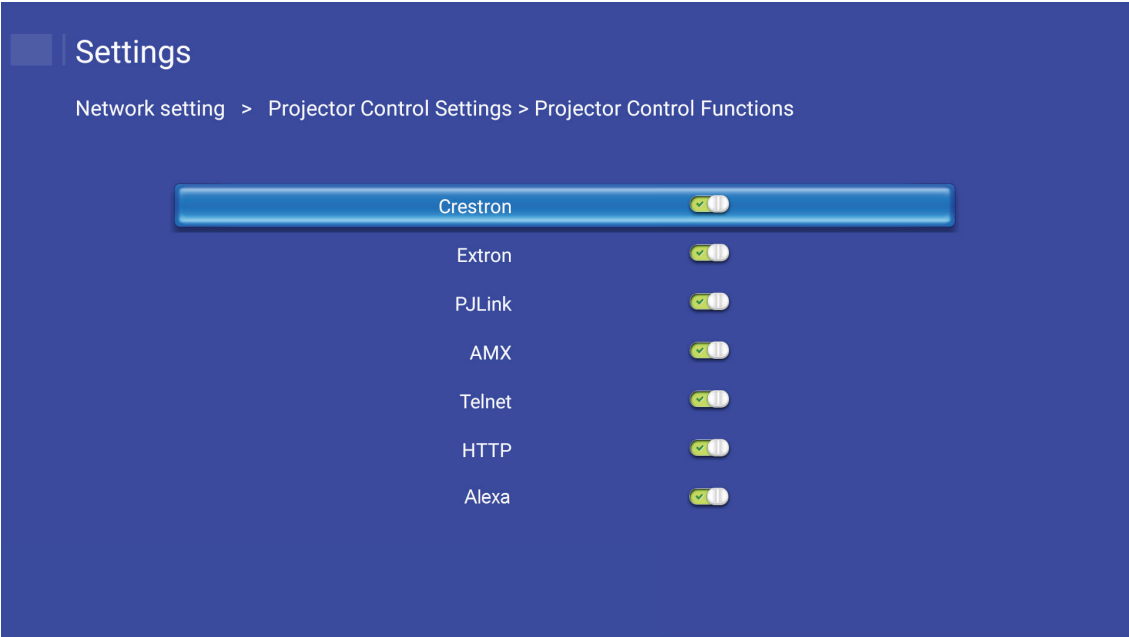 Settings
Network setting > Projector Control Settings > Projector Control Functions
Crestron
Extron
PJLink
AMX
Telnet
HTTP
Alexa